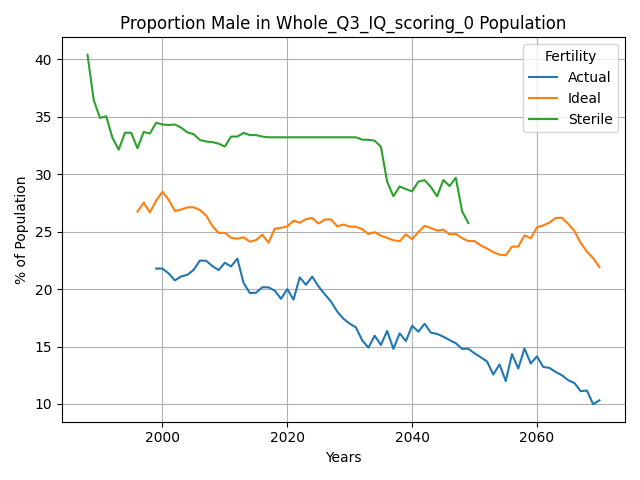 Proportion Male in Whole_Q3_IQ_scoring_0 Population
Fertility
Actual
Ideal
Sterile
% of Population
40
35
30
25
20
15
10
2000 2020 2040 2060
Years